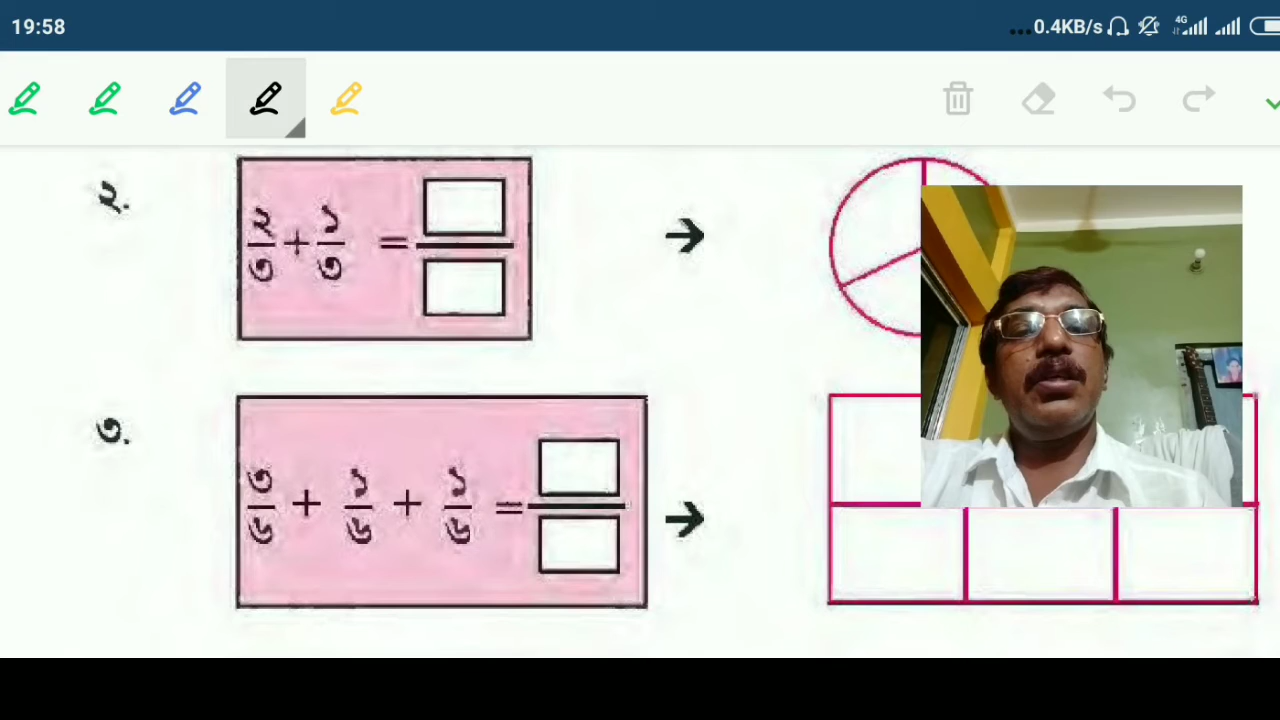 19:58
...0.4KB/s 4G
২.
২/৩ + ১/৩ =
→
৩.
৩/৬ + ১/৬ + ১/৬ =
→